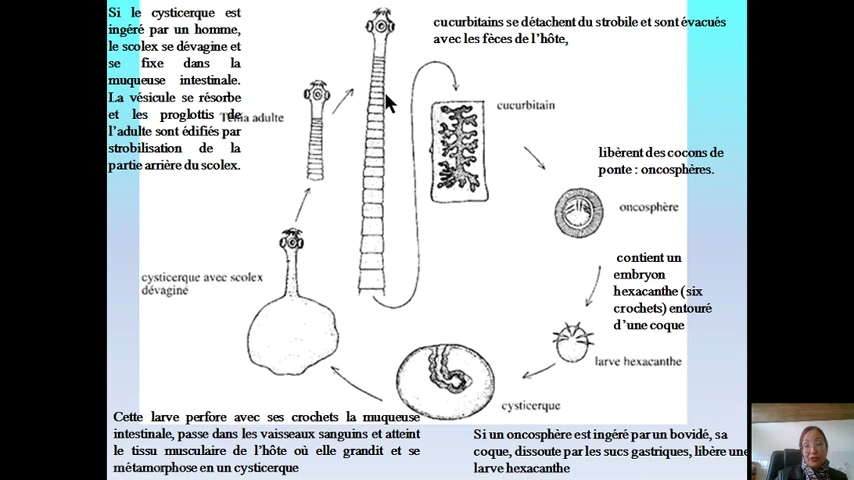 Si le cysticerque est
ingéré par un homme,
le scolex se dévagine et
se fixe dans la
muqueuse intestinale.
La vésicule se résorbe
et les proglottis de
l'adulte sont édifiés par
strobilisation de la
partie arrière du scolex.
Ténia adulte
cucurbitains se détachent du strobile et sont évacués
avec les fèces de l'hôte,
cucurbitain
libèrent des cocons de
ponte : oncosphères.
oncosphère
contient un
embryon
hexacanthe (six
crochets) entouré
d'une coque
larve hexacanthe
cysticerque
cysticerque avec scolex
dévaginé
Cette larve perfore avec ses crochets la muqueuse
intestinale, passe dans les vaisseaux sanguins et atteint
le tissu musculaire de l'hôte où elle grandit et se
métamorphose en un cysticerque
Si un oncosphère est ingéré par un bovidé, sa
coque, dissoute par les sucs gastriques, libère une
larve hexacanthe